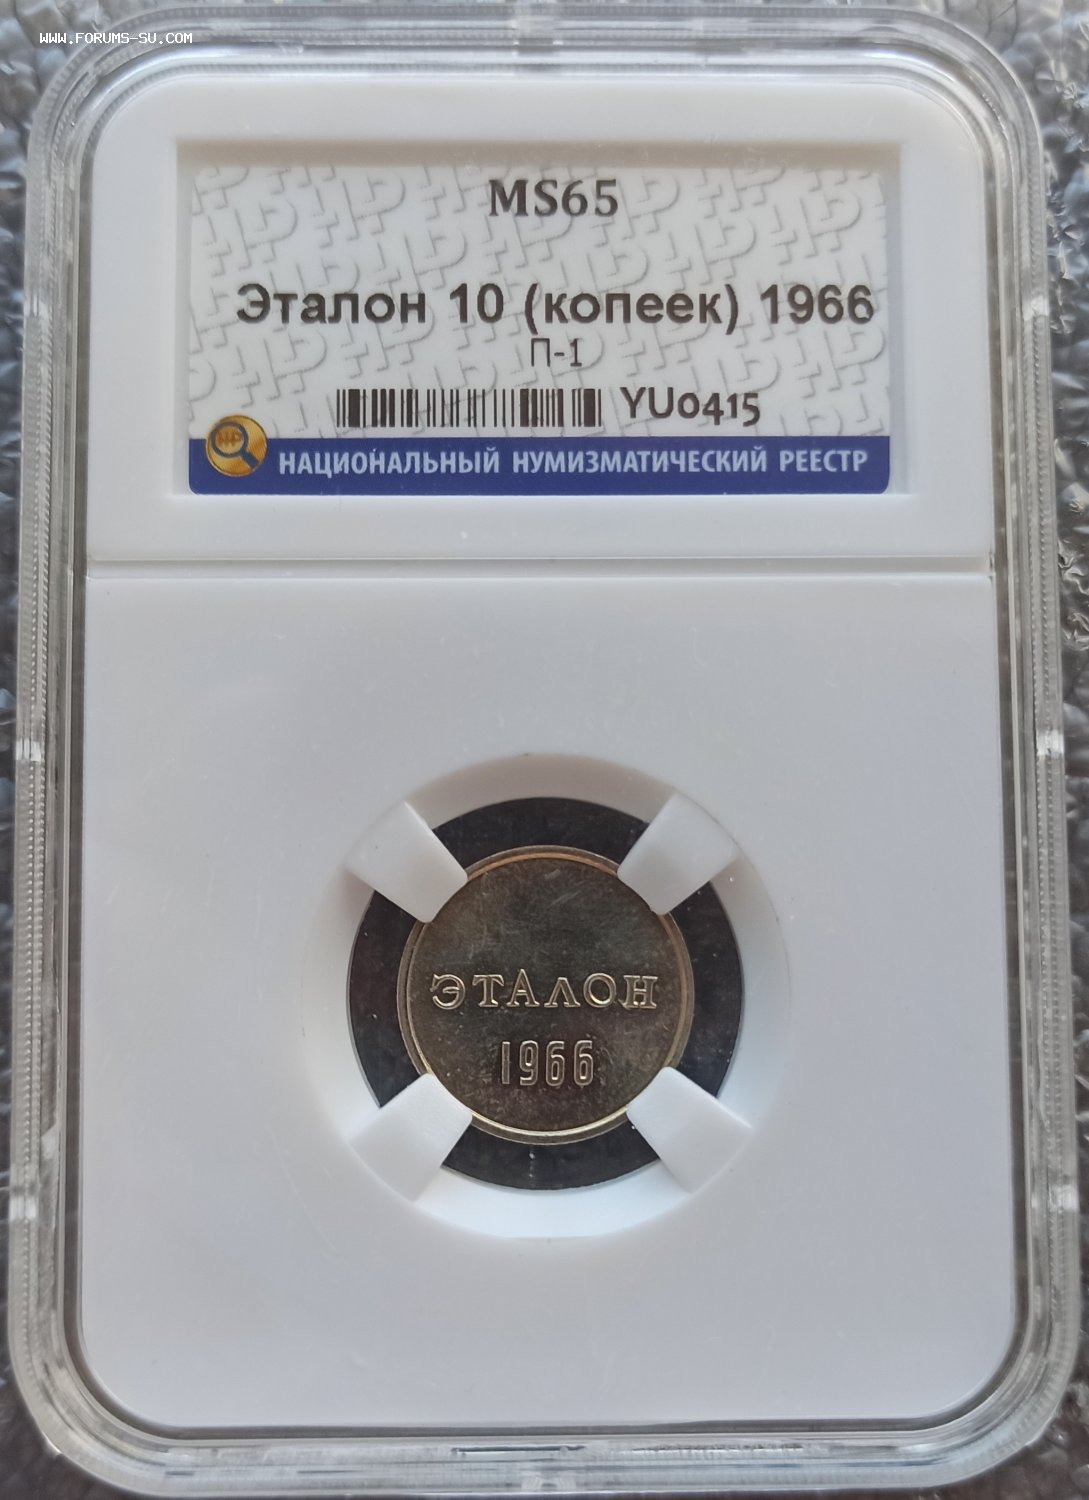 WWW.FORUMS-SU.COM
MS65
Эталон 10 (копеек) 1966
П-1
YU0415
НАЦИОНАЛЬНЫЙ НУМИЗМАТИЧЕСКИЙ РЕЕСТР
ЭТАЛОН
1966